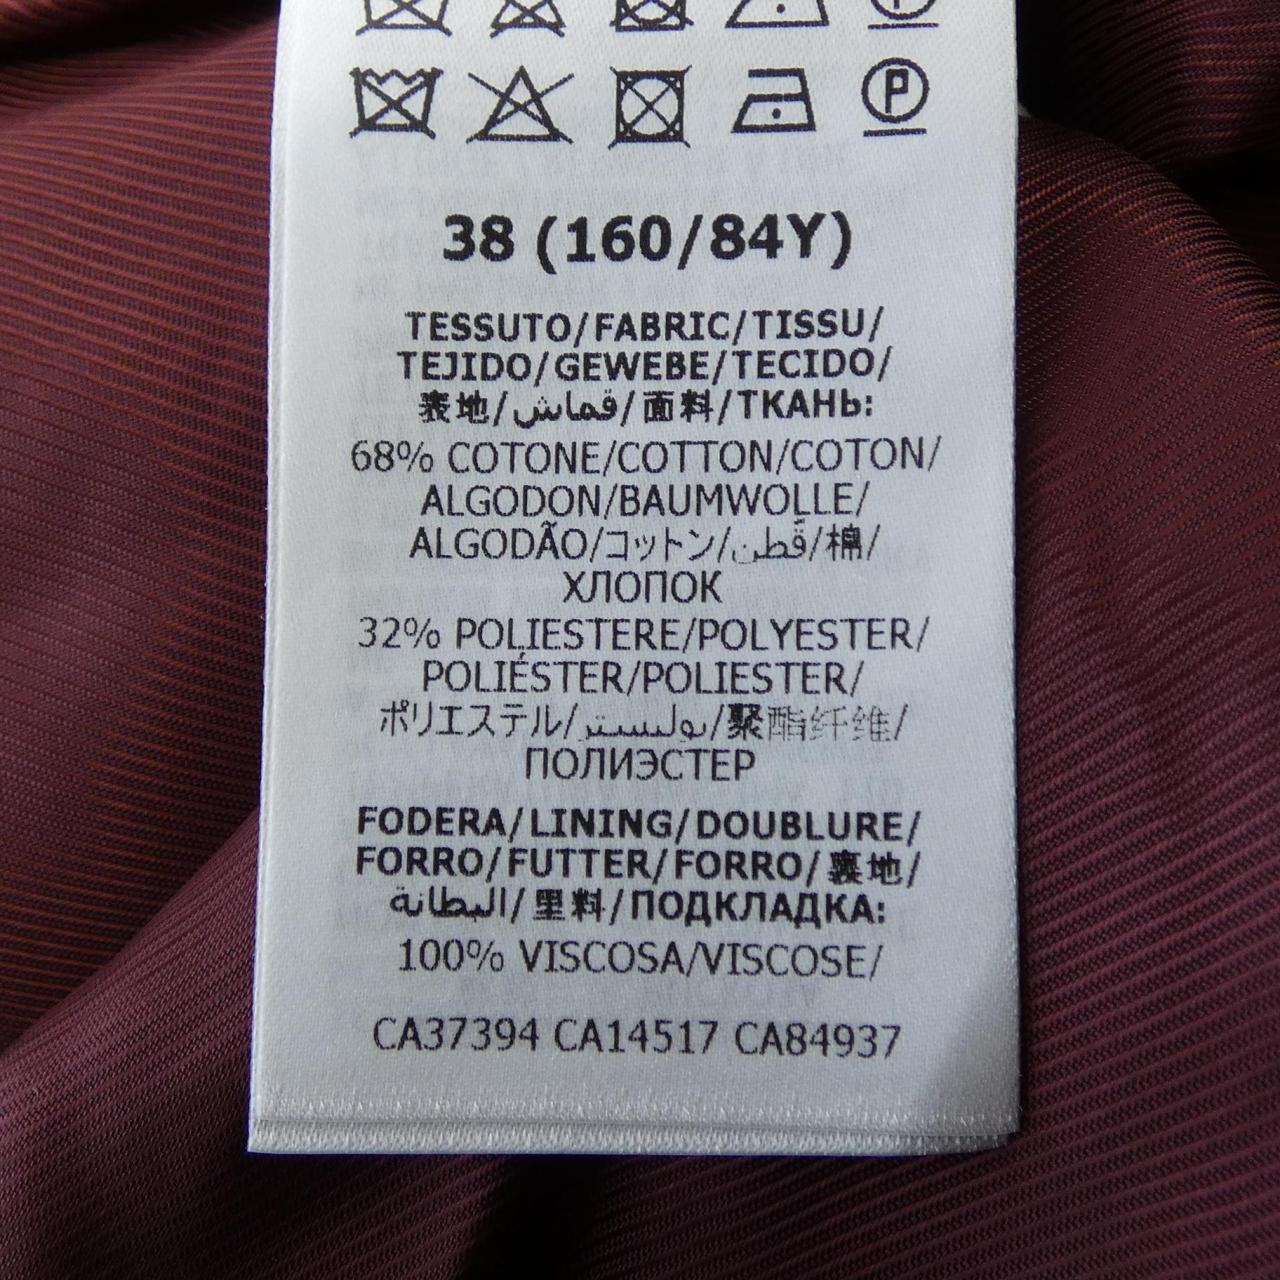 38 (160/84Y)
TESSUTO/FABRIC/TISSU/
TEJIDO/GEWEBE/TECIDO/
表地/قماش/面料/ТКАНЬ:
68% COTONE/COTTON/COTON/
ALGODON/BAUMWOLLE/
ALGODÃO/コットン/قطن/棉/
ХЛОПОК
32% POLIESTERE/POLYESTER/
POLIÉSTER/POLIESTER/
ポリエステル/بوليستر/聚酯纤维/
ПОЛИЭСТЕР
FODERA/LINING/DOUBLURE/
FORRO/FUTTER/FORRO/裏地/
البطانة/里料/ПОДКЛАДКА:
100% VISCOSA/VISCOSE/
CA37394 CA14517 CA84937